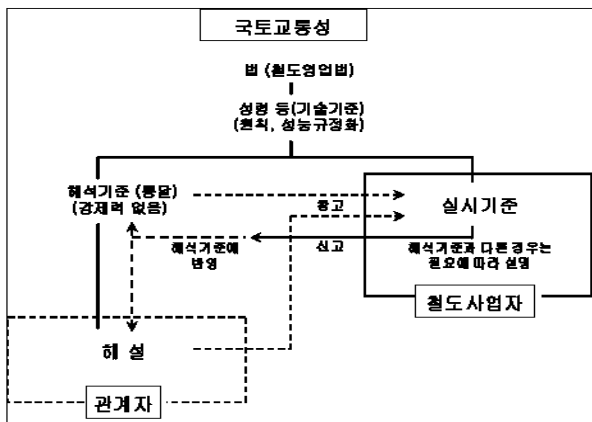 국토교통성
법 (철도영업법)
성령 등(기술기준)
(원칙, 성능규정화)
해석기준 (통달)
(강제력 없음)
참고
실시기준
해석기준에
반영
신고
해석기준과 다른 경우는
필요에 따라 설명
철도사업자
해 설
관계자